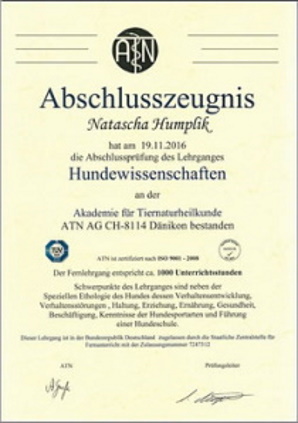 ATN
Abschlusszeugnis
Natascha Humplik
hat am 19.11.2016
die Abschlussprüfung des Lehrganges
Hundewissenschaften
an der
Akademie für Tiernaturheilkunde
ATN AG CH-8114 Dänikon bestanden
TÜV
ATN ist zertifiziert nach ISO 9001 - 2008
Der Fernlehrgang entspricht ca. 1000 Unterrichtsstunden
Schwerpunkte des Lehrganges sind neben der
Speziellen Ethologie des Hundes dessen Verhaltensentwicklung,
Verhaltensstörungen , Haltung, Erziehung, Ernährung, Gesundheit,
Beschäftigung, Kenntnisse der Hundesportarten und Führung
einer Hundeschule.
Dieser Lehrgang ist in der Bundesrepublik Deutschland zugelassen durch die Staatliche Zentralstelle für
Fernunterricht mit der Zulassungsnummer
ATN Prüfungsleiter